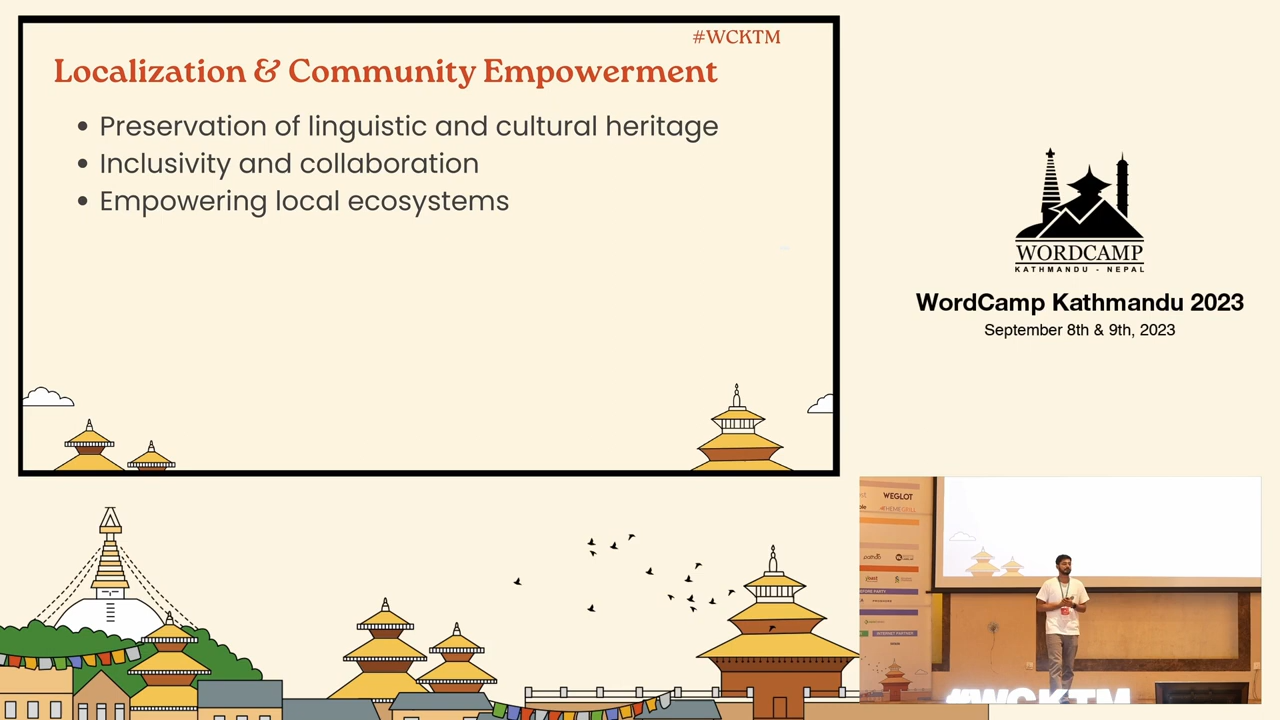 #WCKTM
Localization & Community Empowerment
Preservation of linguistic and cultural heritage
Inclusivity and collaboration
Empowering local ecosystems
WORDCAMP
KATHMANDU - NEPAL
WordCamp Kathmandu 2023
September 8th & 9th, 2023
WEGLOT
#WCKTM